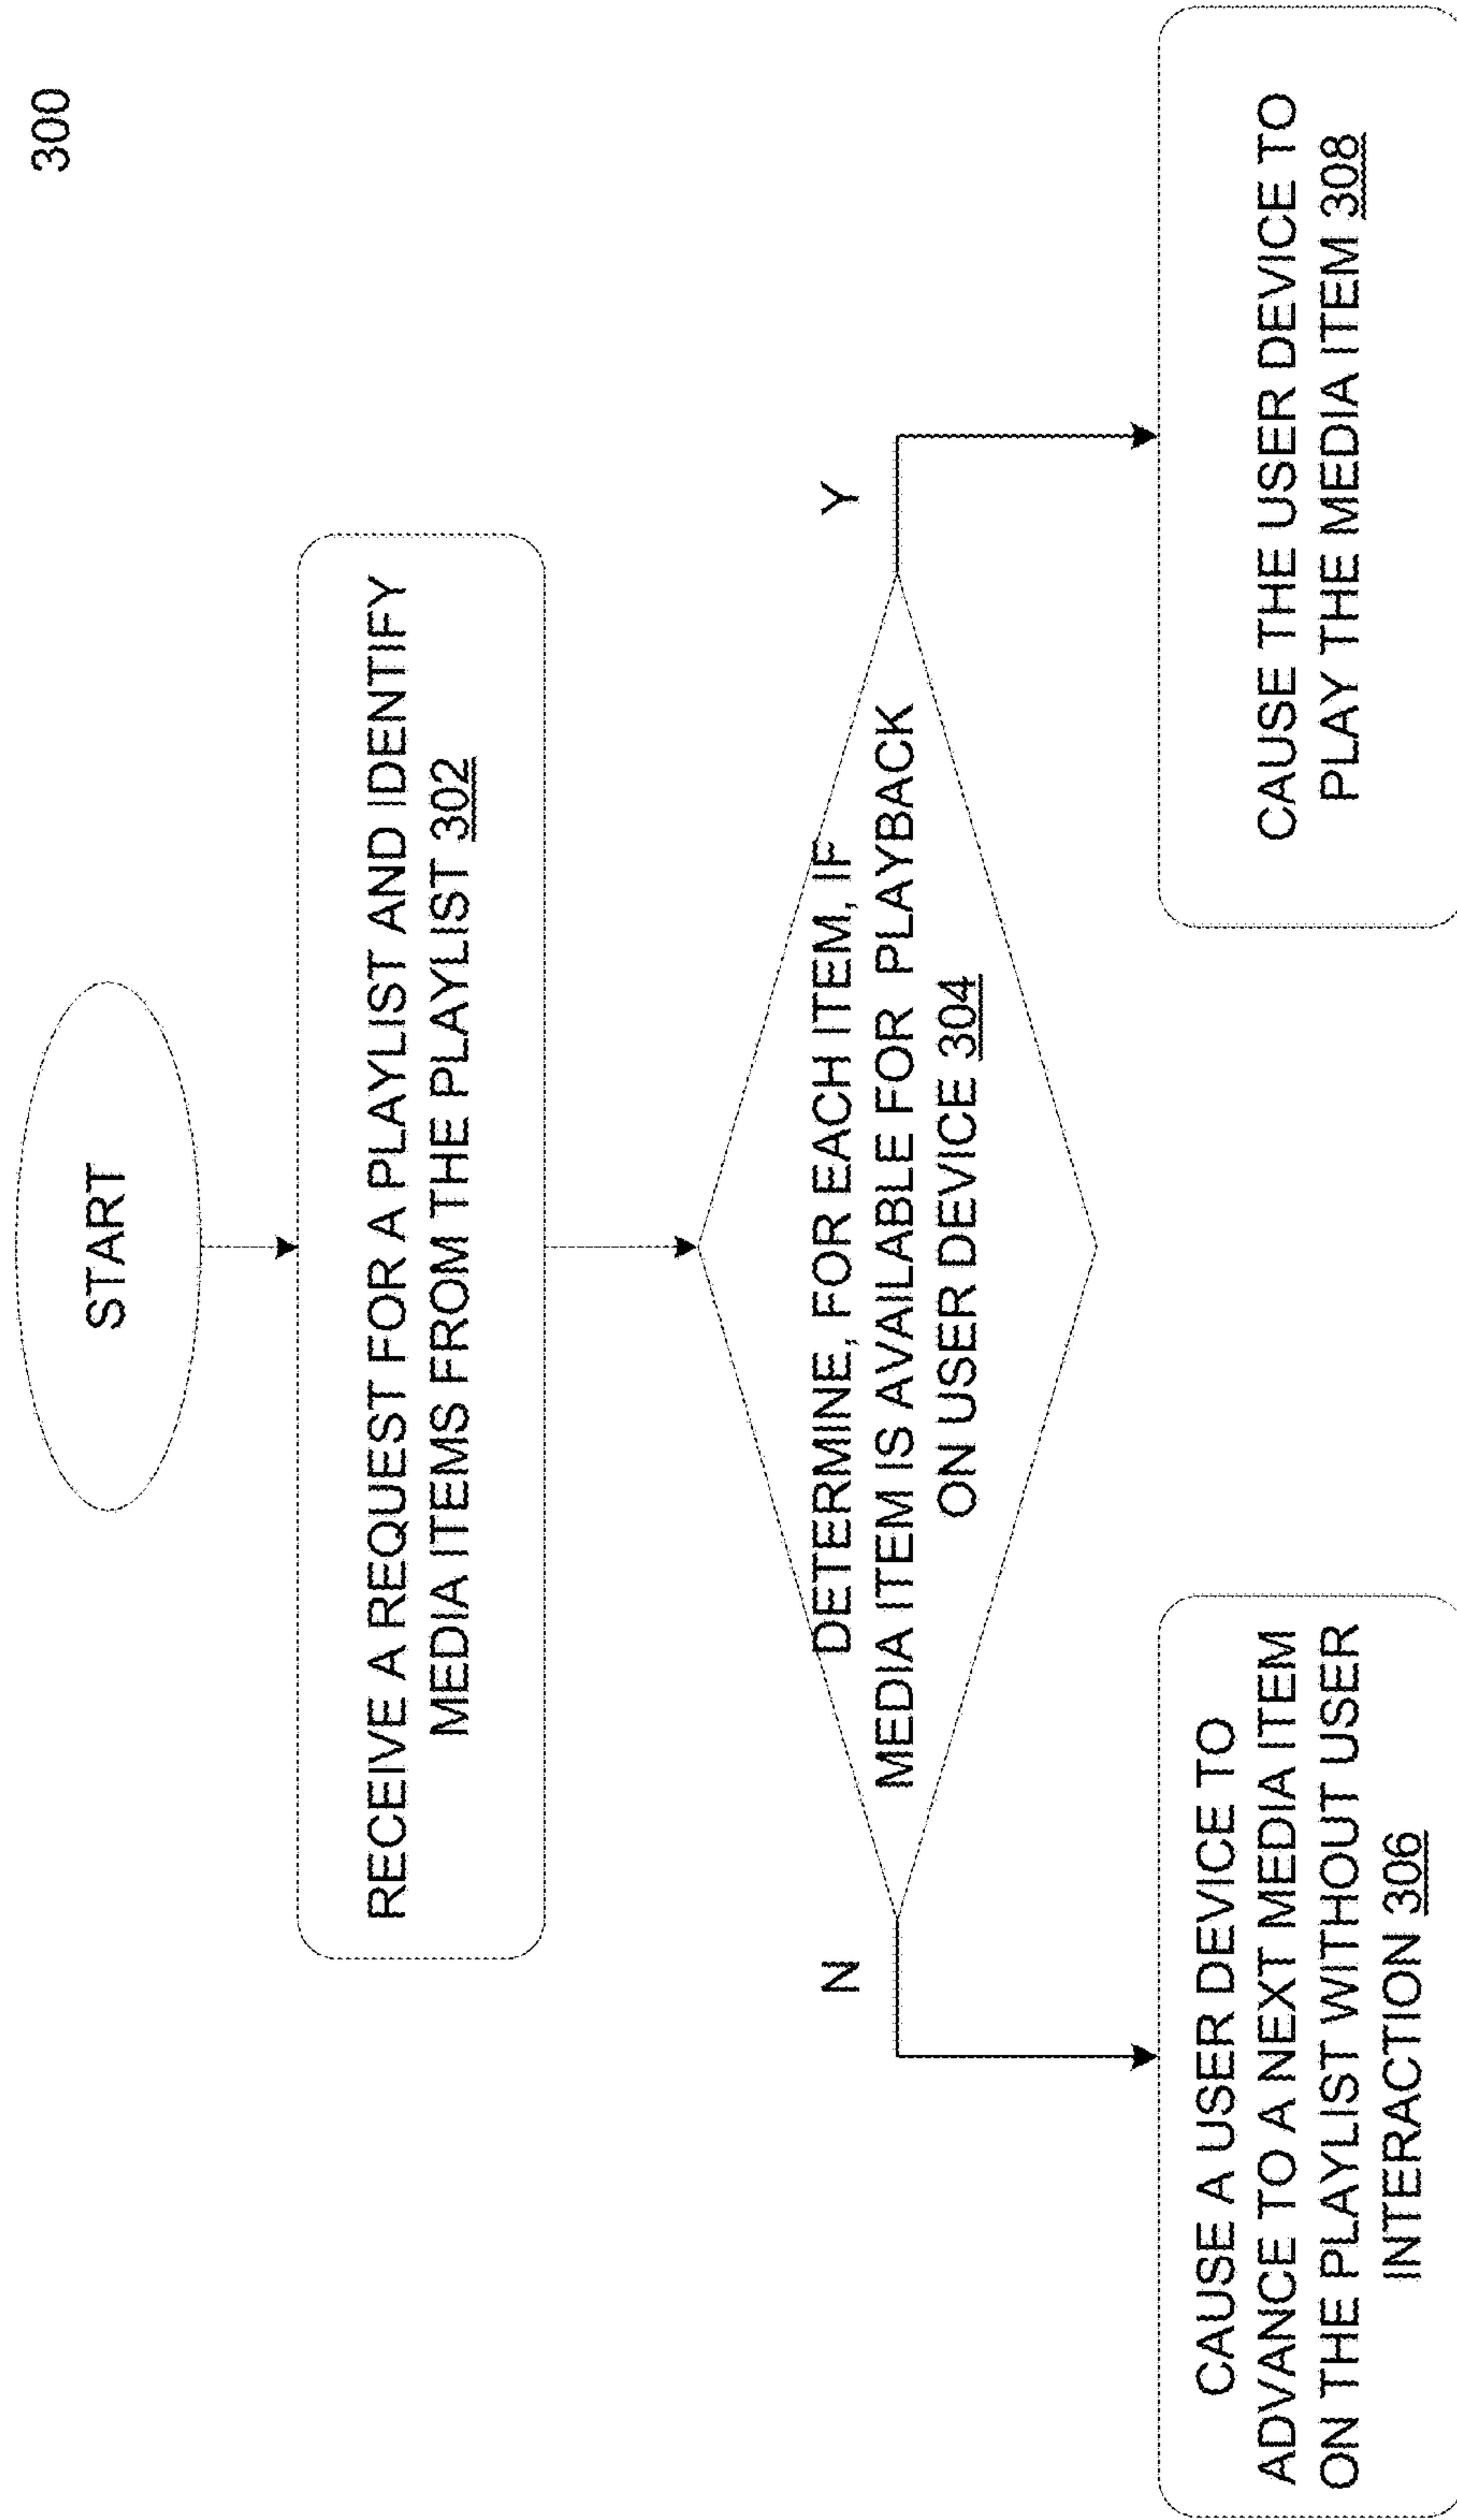 300
START
RECEIVE A REQUEST FOR A PLAYLIST AND IDENTIFY
MEDIA ITEMS FROM THE PLAYLIST 302
DETERMINE, FOR EACH ITEM, IF
MEDIA ITEM IS AVAILABLE FOR PLAYBACK
ON USER DEVICE 304
N
Y
CAUSE A USER DEVICE TO
ADVANCE TO A NEXT MEDIA ITEM
ON THE PLAYLIST WITHOUT USER
INTERACTION 306
CAUSE THE USER DEVICE TO
PLAY THE MEDIA ITEM 308